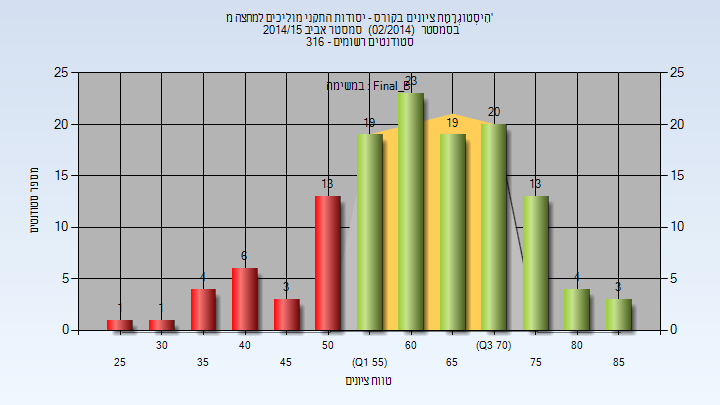 היסטוגרמת ציונים בקורס - יסודות התקני מוליכים למחצה מ'
בסמסטר (02/2014) סמסטר אביב 2014/15
סטודנטים רשומים - 316
במשימה : Final_B
מספר סטודנטים
25 25
20 20
15 15
10 10
5 5
0 0
1 1 4 6 3 13 19 23 19 20 13 4 3
30 40 50 60 (Q3 70) 80
25 35 45 (Q1 55) 65 75 85
טווח ציונים